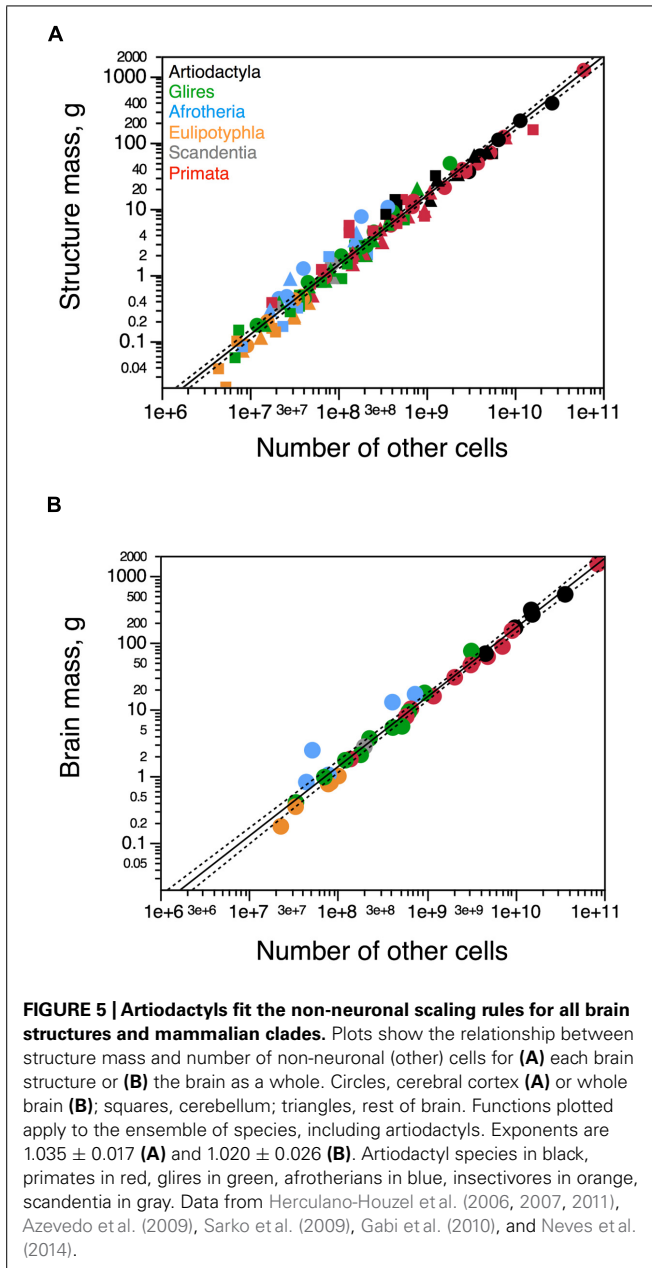 A
2000
1000
400
200
100
40
20
10
4
2
1
0.4
0.2
0.1
0.04
Structure mass, g
Artiodactyla
Glires
Afrotheria
Eulipotyphla
Scandentia
Primata
1e+6 1e+7 3e+7 1e+8 3e+8 1e+9 1e+10 1e+11
Number of other cells
B
2000
1000
500
200
100
50
20
10
5
2
1
0.5
0.2
0.1
0.05
Brain mass, g
1e+6 3e+6 1e+7 3e+7 1e+8 3e+8 1e+9 3e+9 1e+10 1e+11
Number of other cells
FIGURE 5 | Artiodactyls fit the non-neuronal scaling rules for all brain
structures and mammalian clades. Plots show the relationship between
structure mass and number of non-neuronal (other) cells for (A) each brain
structure or (B) the brain as a whole. Circles, cerebral cortex (A) or whole
brain (B); squares, cerebellum; triangles, rest of brain. Functions plotted
apply to the ensemble of species, including artiodactyls. Exponents are
1.035 ± 0.017 (A) and 1.020 ± 0.026 (B). Artiodactyl species in black,
primates in red, glires in green, afrotherians in blue, insectivores in orange,
scandentia in gray. Data from Herculano-Houzel et al. (2006, 2007, 2011),
Azevedo et al. (2009), Sarko et al. (2009), Gabi et al. (2010), and Neves et al.
(2014).